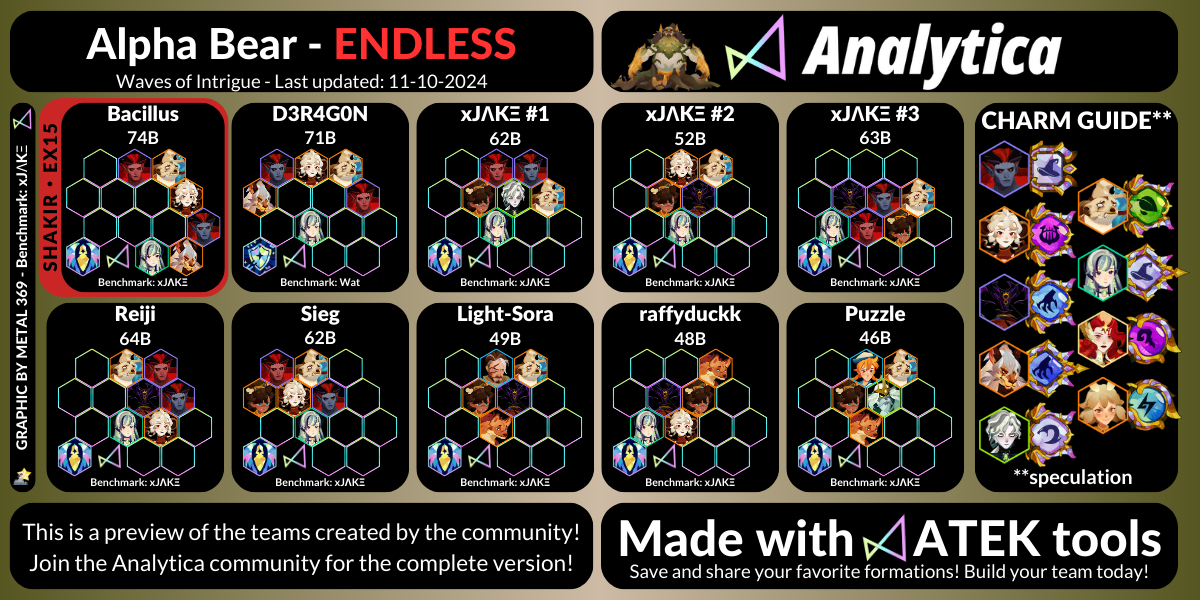 Alpha Bear - ENDLESS
Waves of Intrigue - Last updated: 11-10-2024
Analytica
GRAPHIC BY METAL 369 - Benchmark: xJΛKΞ
SHAKIR • EX15
Bacillus
74B
Benchmark: xJΛKΞ
D3R4G0N
71B
Benchmark: Wat
xJΛKΞ #1
62B
Benchmark: xJΛKΞ
xJΛKΞ #2
52B
Benchmark: xJΛKΞ
xJΛKΞ #3
63B
Benchmark: xJΛKΞ
Reiji
64B
Benchmark: xJΛKΞ
Sieg
62B
Benchmark: xJΛKΞ
Light-Sora
49B
Benchmark: xJΛKΞ
raffyduckk
48B
Benchmark: xJΛKΞ
Puzzle
46B
Benchmark: xJΛKΞ
CHARM GUIDE**
**speculation
This is a preview of the teams created by the community!
Join the Analytica community for the complete version!
Made with ATEK tools
Save and share your favorite formations! Build your team today!